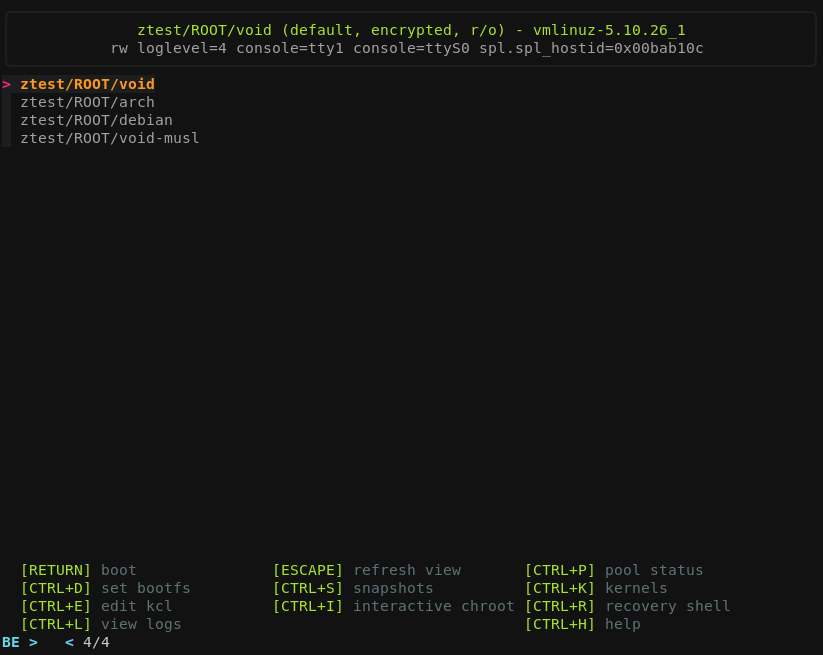 ztest/ROOT/void (default, encrypted, r/o) - vmlinuz-5.10.26_1
rw loglevel=4 console=tty1 console=ttyS0 spl.spl_hostid=0x00bab10c
> ztest/ROOT/void
ztest/ROOT/arch
ztest/ROOT/debian
ztest/ROOT/void-musl
[RETURN] boot [ESCAPE] refresh view [CTRL+P] pool status
[CTRL+D] set bootfs [CTRL+S] snapshots [CTRL+K] kernels
[CTRL+E] edit kcl [CTRL+I] interactive chroot [CTRL+R] recovery shell
[CTRL+L] view logs [CTRL+H] help
BE > < 4/4